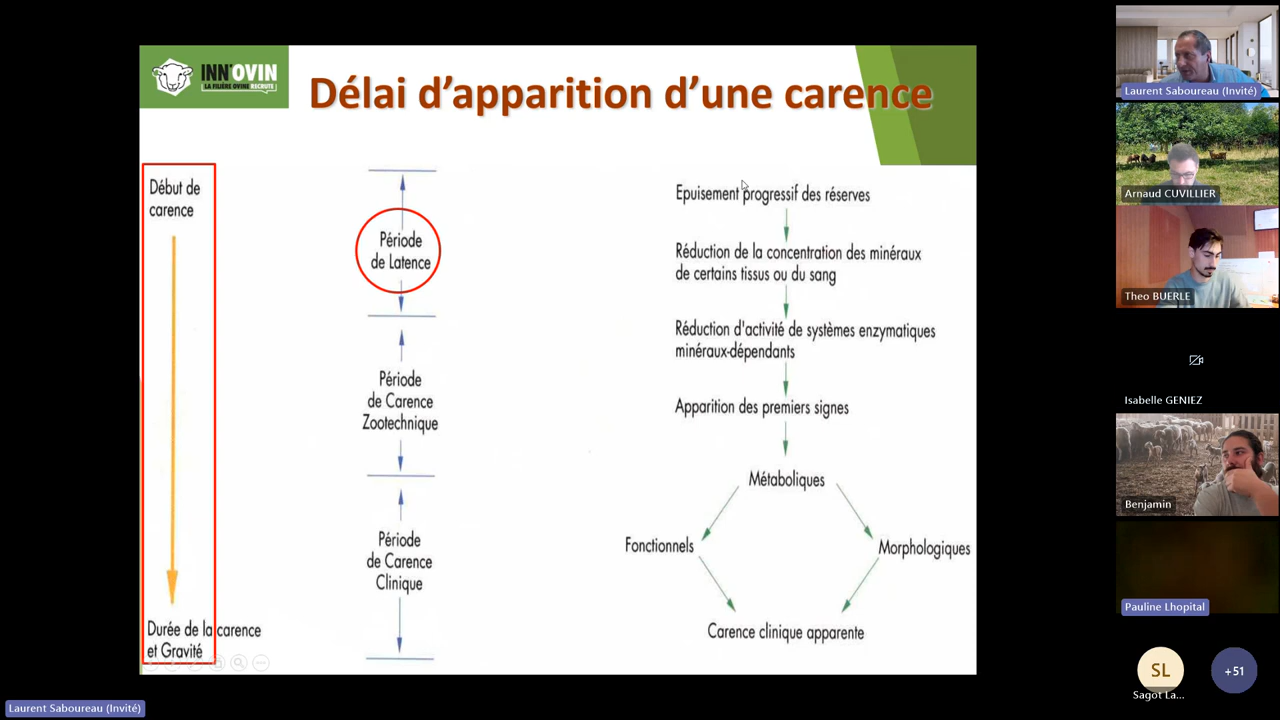 INN'OVIN
LA FILIÈRE OVINE RECRUTE
Délai d'apparition d'une carence
Début de
carence
Durée de la carence
et Gravité
Période
de Latence
Période
de Carence
Zootechnique
Période
de Carence
Clinique
Epuisement progressif des réserves
Réduction de la concentration des minéraux
de certains tissus ou du sang
Réduction d'activité de systèmes enzymatiques
minéraux-dépendants
Apparition des premiers signes
Métaboliques
Fonctionnels
Morphologiques
Carence clinique apparente
Laurent Saboureau (Invité)
Arnaud CUVILLIER
Theo BUERLE
Isabelle GENIEZ
Benjamin
Pauline Lhopital
SL
Sagot La...
+51
Laurent Saboureau (Invité)